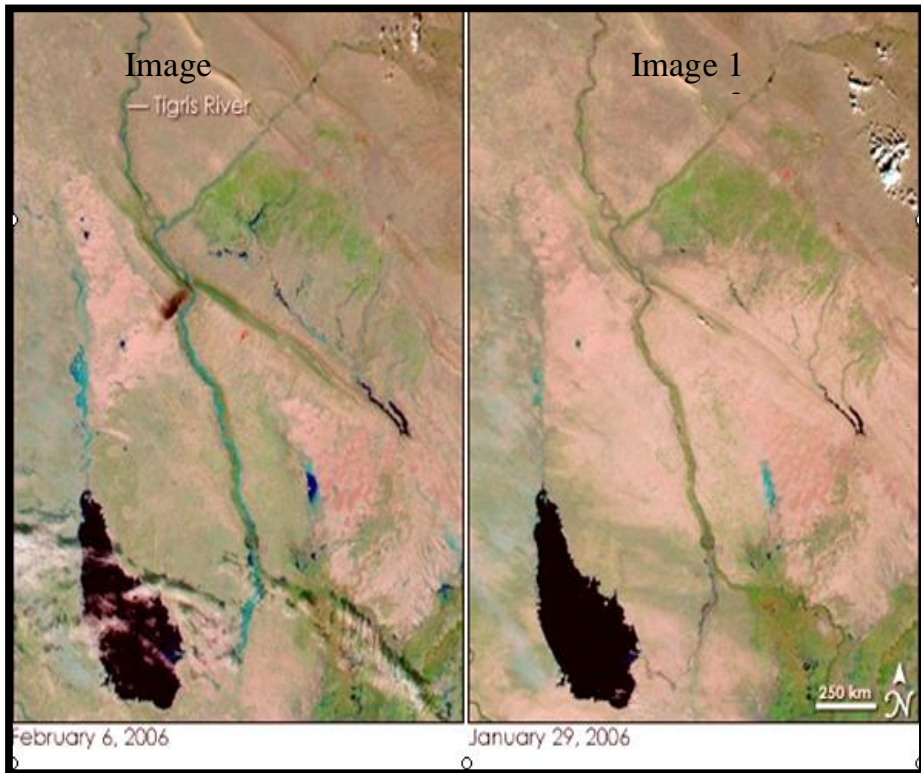 Image
Image 1
Tigris River
250 km
N
February 6, 2006
January 29, 2006